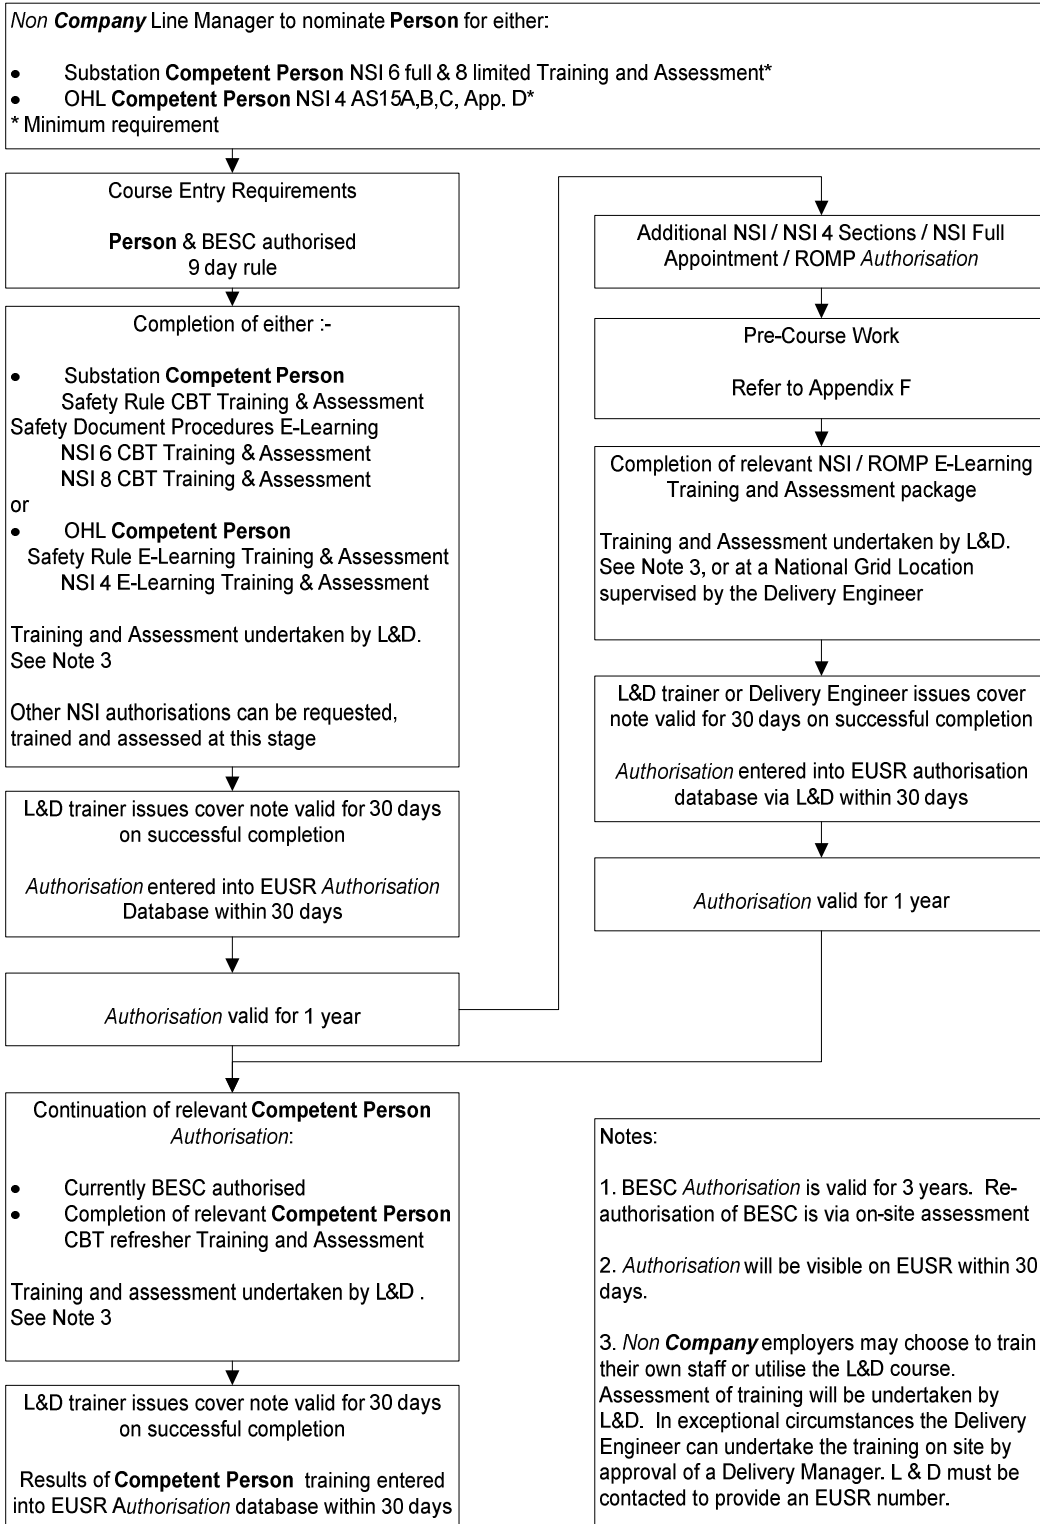 Non Company Line Manager to nominate Person for either:
• Substation Competent Person NSI 6 full & 8 limited Training and Assessment*
• OHL Competent Person NSI 4 AS15A,B,C, App. D*
* Minimum requirement
Course Entry Requirements
Person & BESC authorised
9 day rule
Completion of either :-
• Substation Competent Person
Safety Rule CBT Training & Assessment
Safety Document Procedures E-Learning
NSI 6 CBT Training & Assessment
NSI 8 CBT Training & Assessment
or
• OHL Competent Person
Safety Rule E-Learning Training & Assessment
NSI 4 E-Learning Training & Assessment
Training and Assessment undertaken by L&D.
See Note 3
Other NSI authorisations can be requested,
trained and assessed at this stage
L&D trainer issues cover note valid for 30 days
on successful completion
Authorisation entered into EUSR Authorisation
Database within 30 days
Authorisation valid for 1 year
Additional NSI / NSI 4 Sections / NSI Full
Appointment / ROMP Authorisation
Pre-Course Work
Refer to Appendix F
Completion of relevant NSI / ROMP E-Learning
Training and Assessment package
Training and Assessment undertaken by L&D.
See Note 3, or at a National Grid Location
supervised by the Delivery Engineer
L&D trainer or Delivery Engineer issues cover
note valid for 30 days on successful completion
Authorisation entered into EUSR authorisation
database via L&D within 30 days
Authorisation valid for 1 year
Continuation of relevant Competent Person
Authorisation:
• Currently BESC authorised
• Completion of relevant Competent Person
CBT refresher Training and Assessment
Training and assessment undertaken by L&D .
See Note 3
L&D trainer issues cover note valid for 30 days
on successful completion
Results of Competent Person training entered
into EUSR Authorisation database within 30 days
Notes:
1. BESC Authorisation is valid for 3 years. Re-
authorisation of BESC is via on-site assessment
2. Authorisation will be visible on EUSR within 30
days.
3. Non Company employers may choose to train
their own staff or utilise the L&D course.
Assessment of training will be undertaken by
L&D. In exceptional circumstances the Delivery
Engineer can undertake the training on site by
approval of a Delivery Manager. L & D must be
contacted to provide an EUSR number.